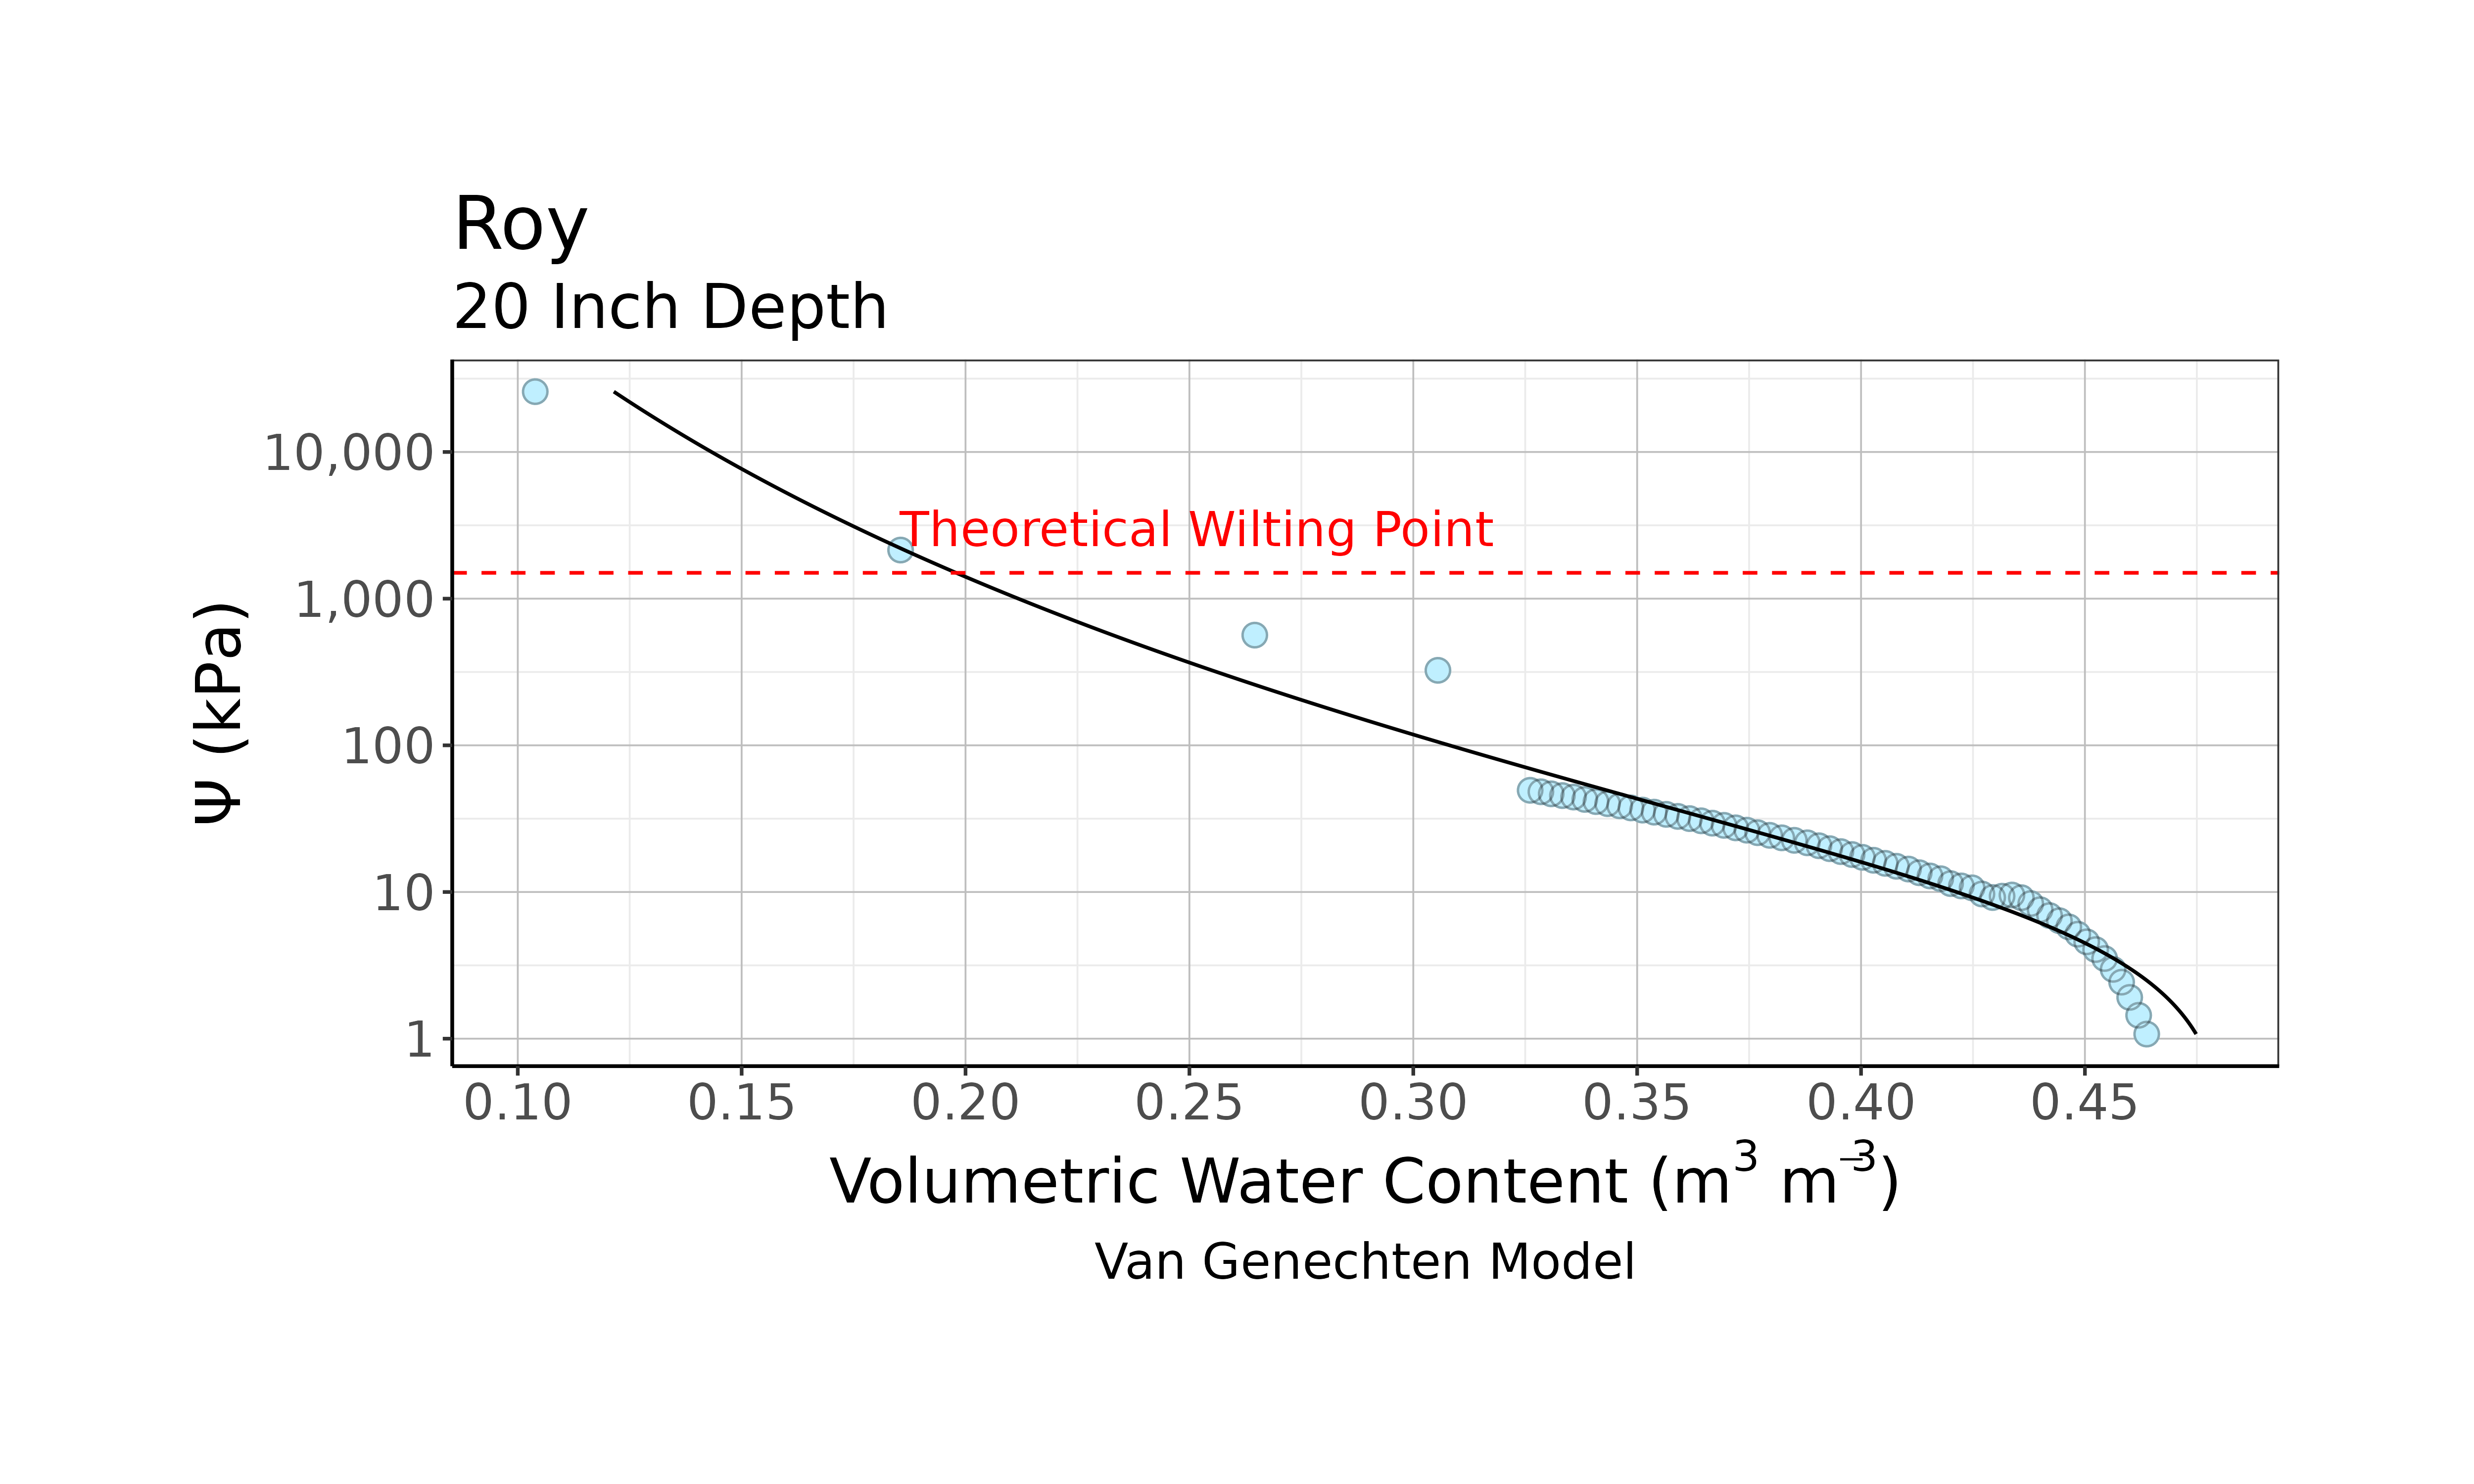 Roy
20 Inch Depth
10,000
Theoretical Wilting Point
1,000
100
10
1
Ψ (kPa)
0.10 0.15 0.20 0.25 0.30 0.35 0.40 0.45
Volumetric Water Content (m³ m⁻³)
Van Genechten Model